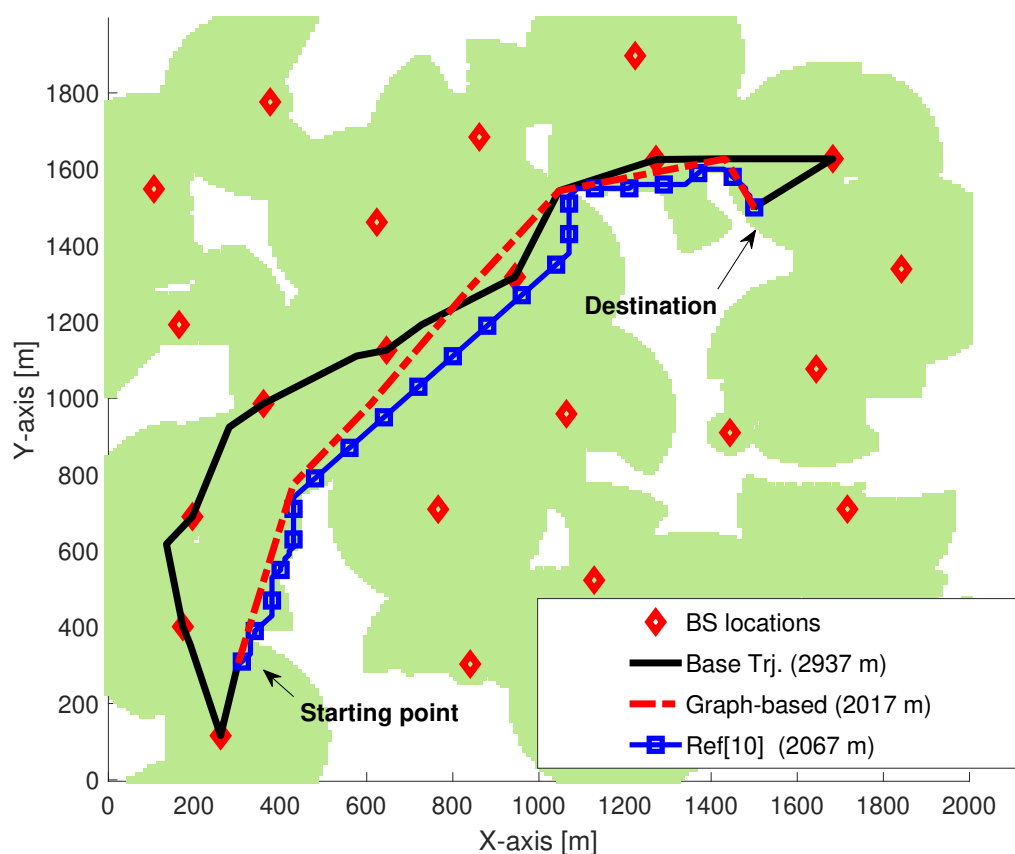 1800
1600
1400
1200
1000
800
600
400
200
0
Y-axis [m]
Destination
Starting point
BS locations
Base Trj. (2937 m)
Graph-based (2017 m)
Ref[10] (2067 m)
0 200 400 600 800 1000 1200 1400 1600 1800 2000
X-axis [m]